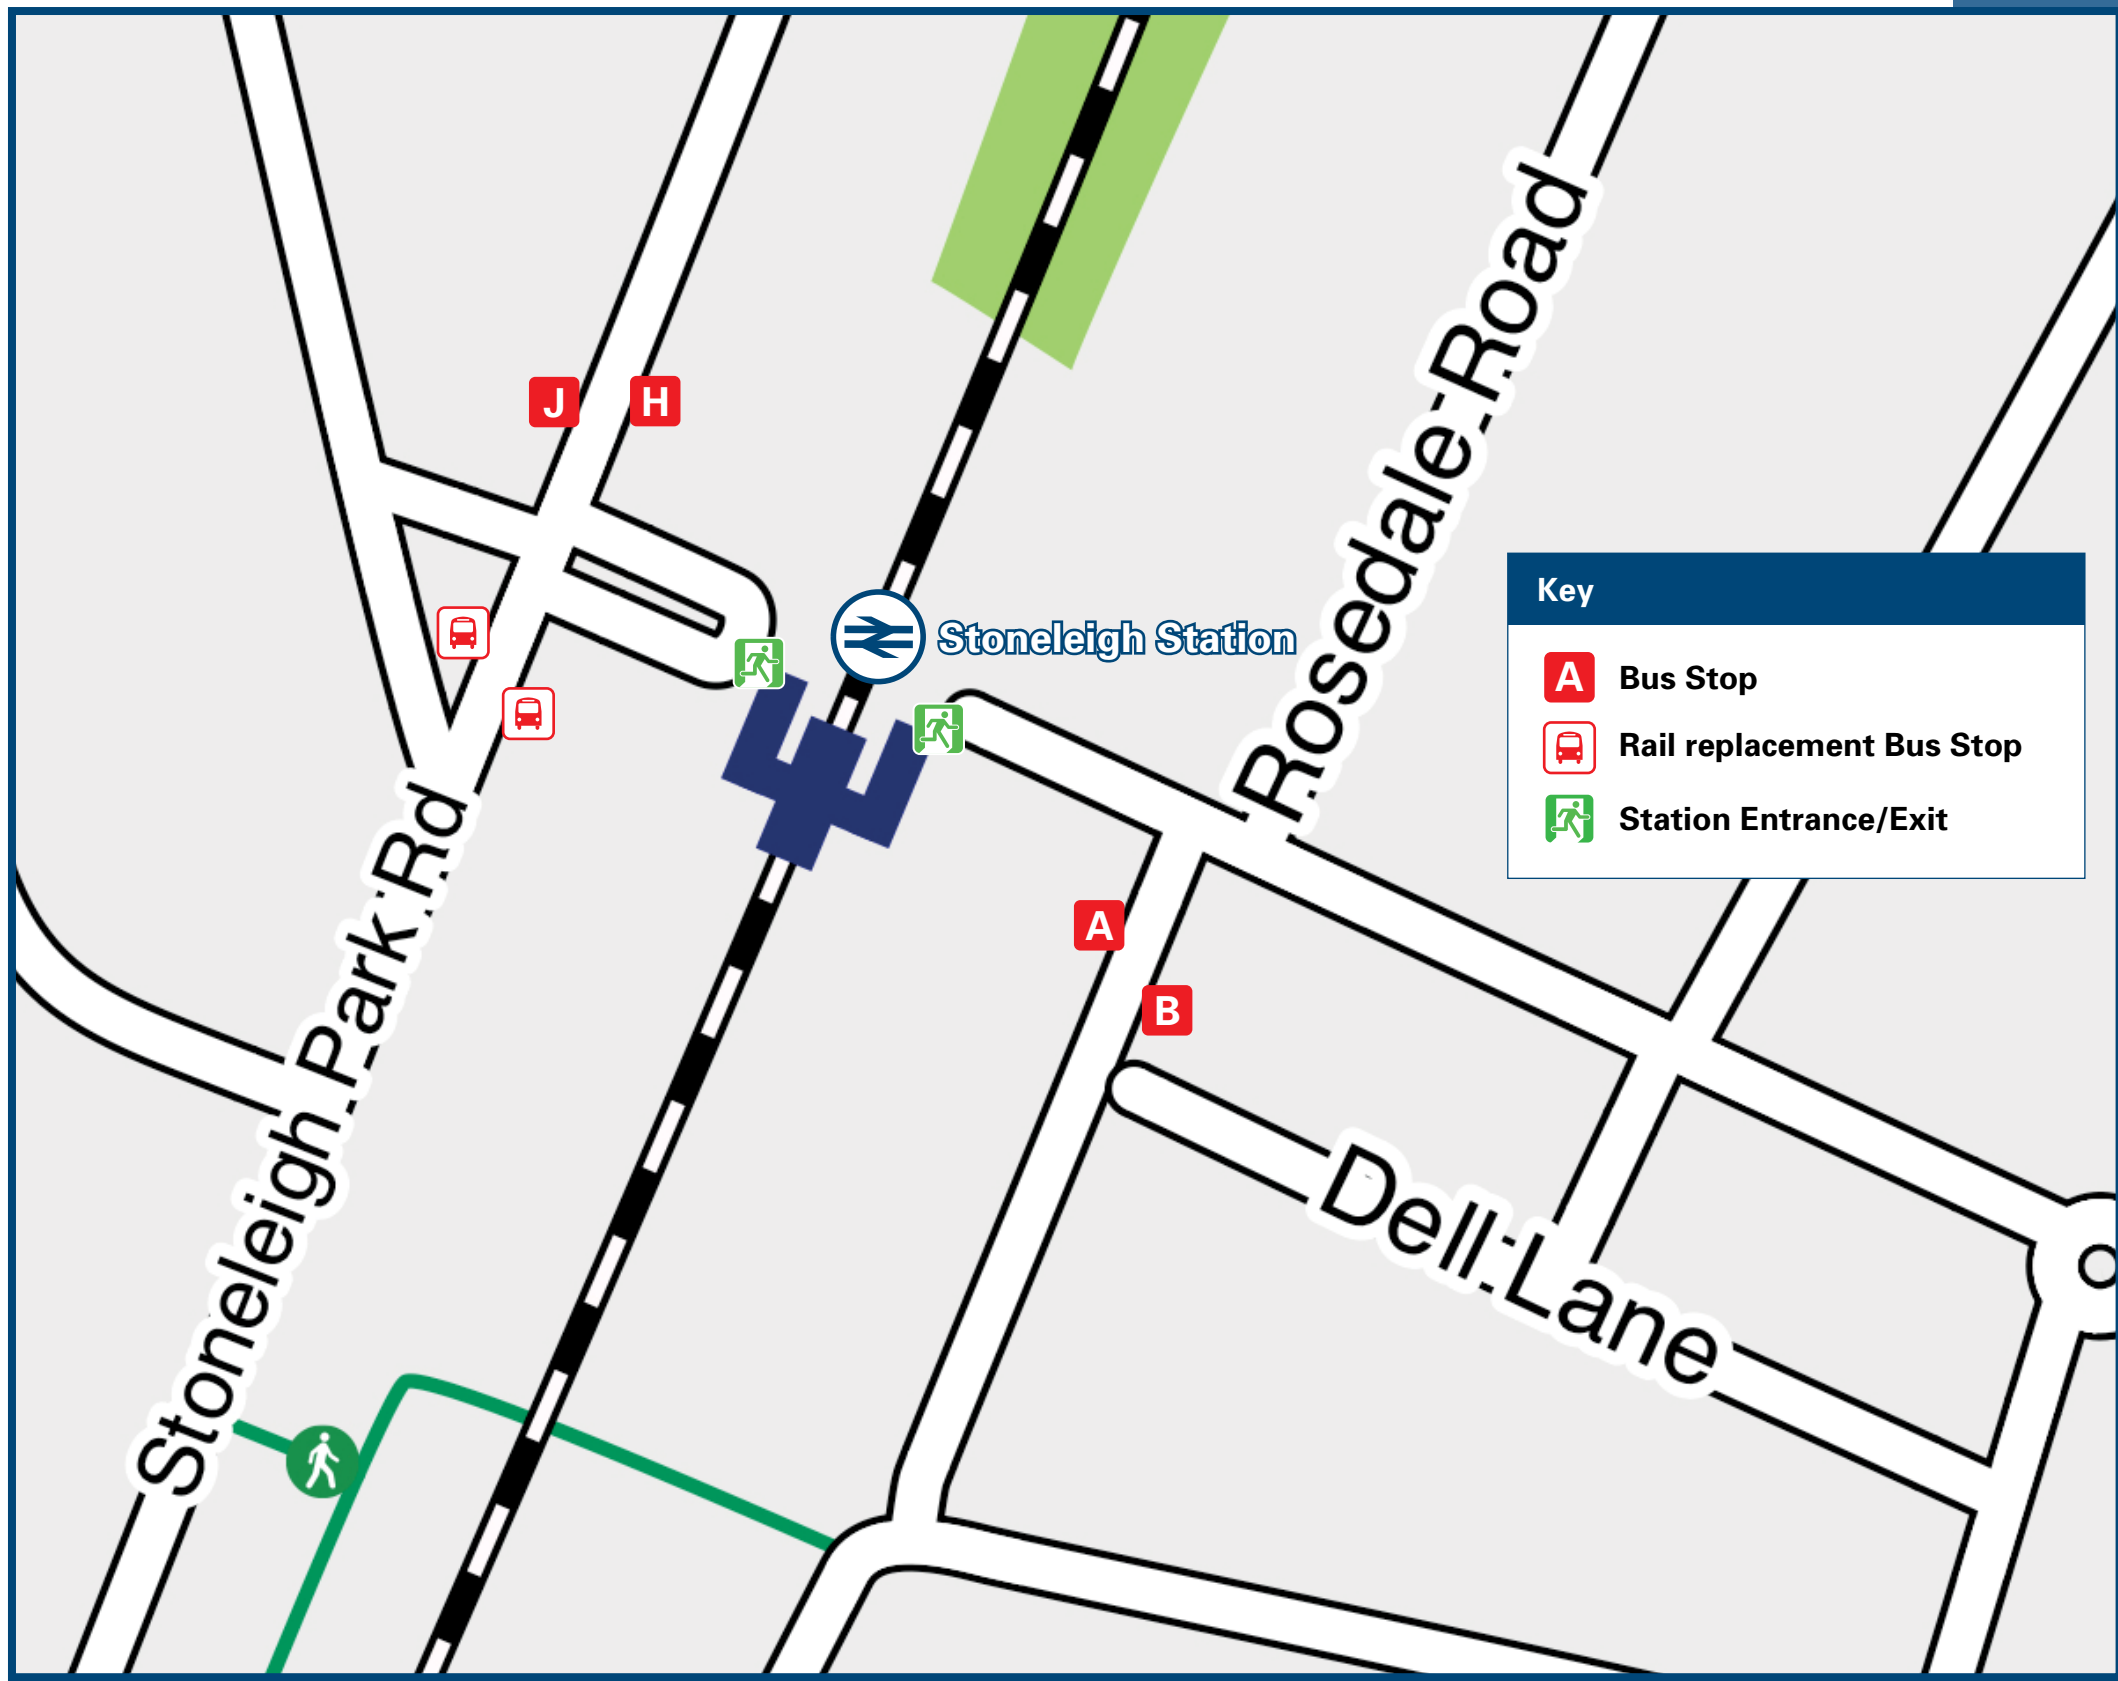 J
H
Rosedale Road
Stoneleigh Station
Key
A Bus Stop
Rail replacement Bus Stop
Station Entrance/Exit
Stoneleigh Park Rd
A
B
Dell Lane